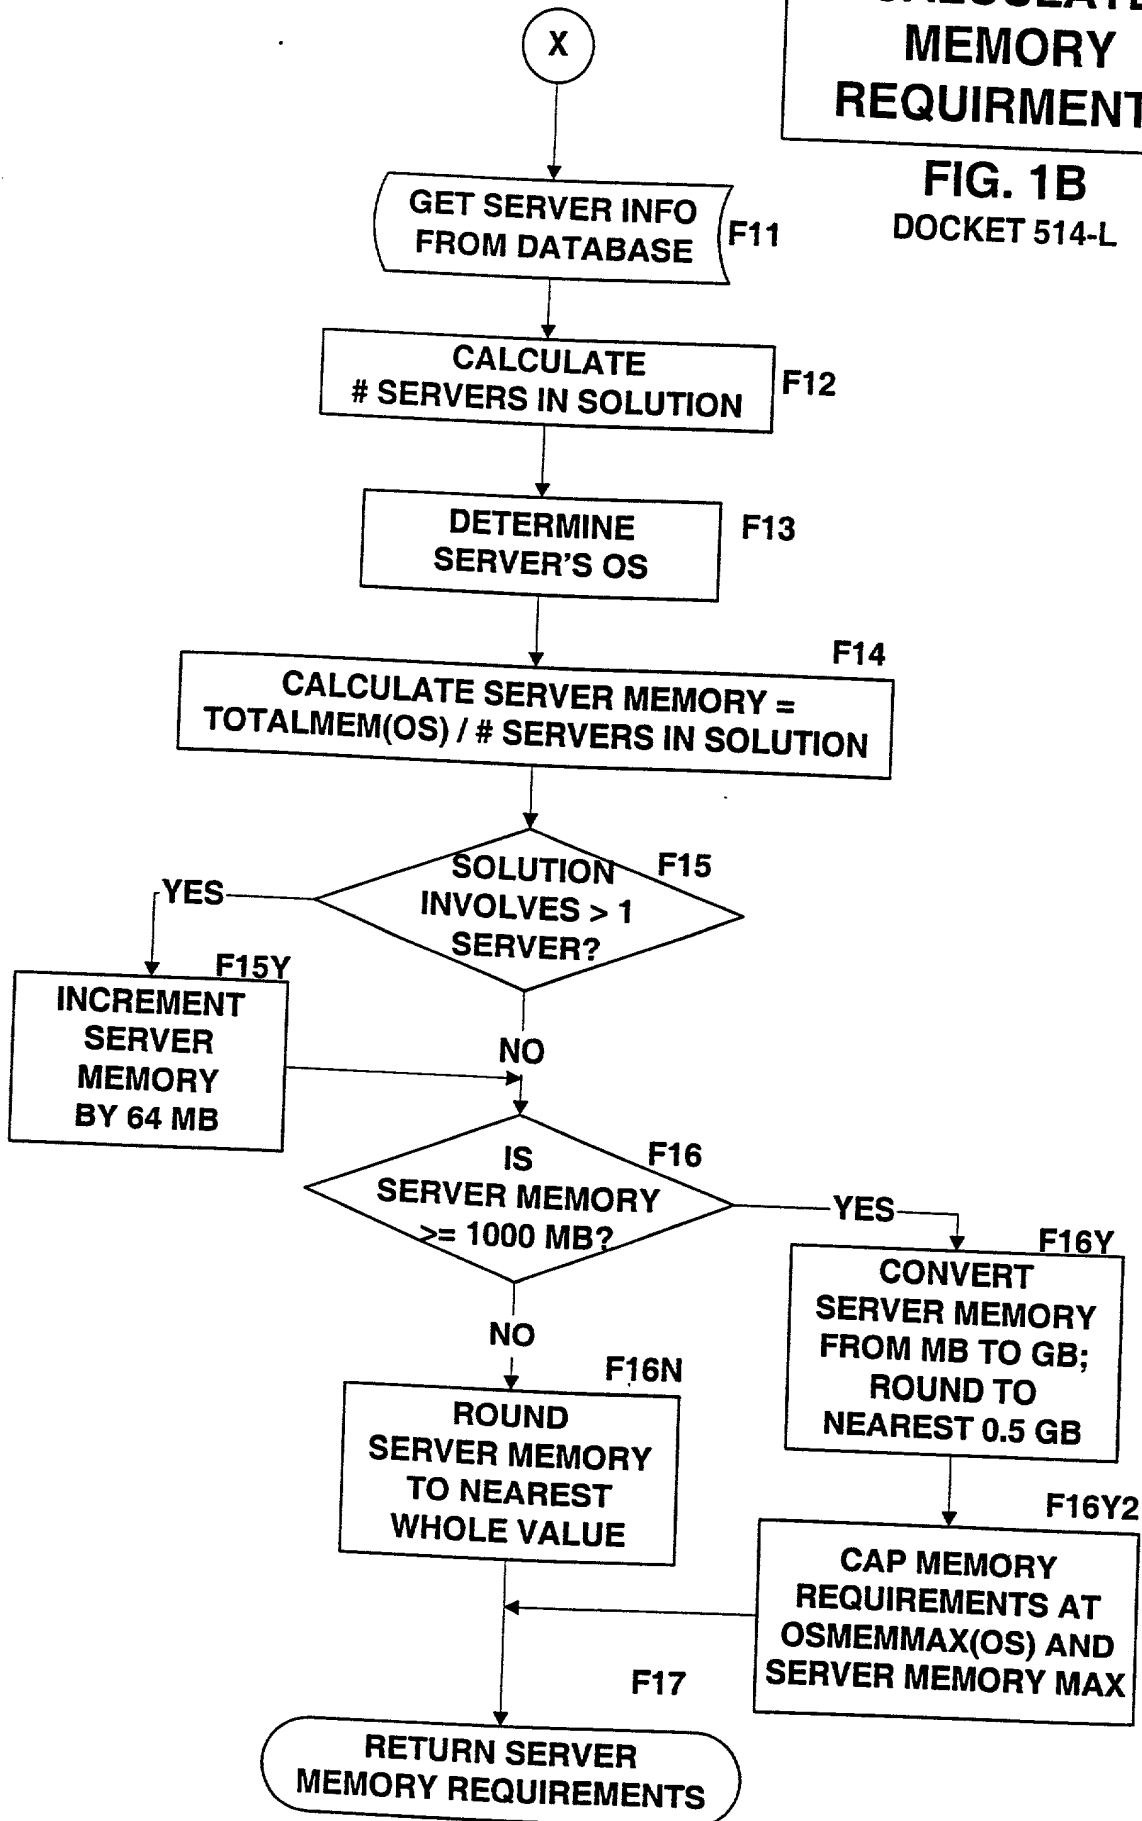 X
MEMORY
REQUIRMENT
FIG. 1B
DOCKET 514-L
GET SERVER INFO
FROM DATABASE
F11
CALCULATE
# SERVERS IN SOLUTION
F12
DETERMINE
SERVER'S OS
F13
F14
CALCULATE SERVER MEMORY =
TOTALMEM(OS) / # SERVERS IN SOLUTION
F15
SOLUTION
INVOLVES > 1
SERVER?
YES
F15Y
INCREMENT
SERVER
MEMORY
BY 64 MB
NO
F16
IS
SERVER MEMORY
>= 1000 MB?
YES
F16Y
CONVERT
SERVER MEMORY
FROM MB TO GB;
ROUND TO
NEAREST 0.5 GB
NO
F16N
ROUND
SERVER MEMORY
TO NEAREST
WHOLE VALUE
F16Y2
CAP MEMORY
REQUIREMENTS AT
OSMEMMAX(OS) AND
SERVER MEMORY MAX
F17
RETURN SERVER
MEMORY REQUIREMENTS